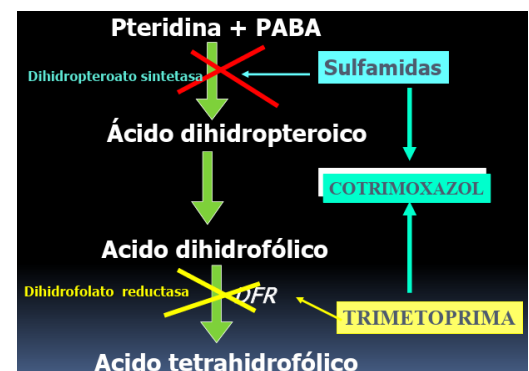 Pteridina + PABA
Dihidropteroato sintetasa
Sulfamidas
Ácido dihidropteroico
COTRIMOXAZOL
Acido dihidrofólico
Dihidrofolato reductasa
DFR
TRIMETOPRIMA
Acido tetrahidrofólico